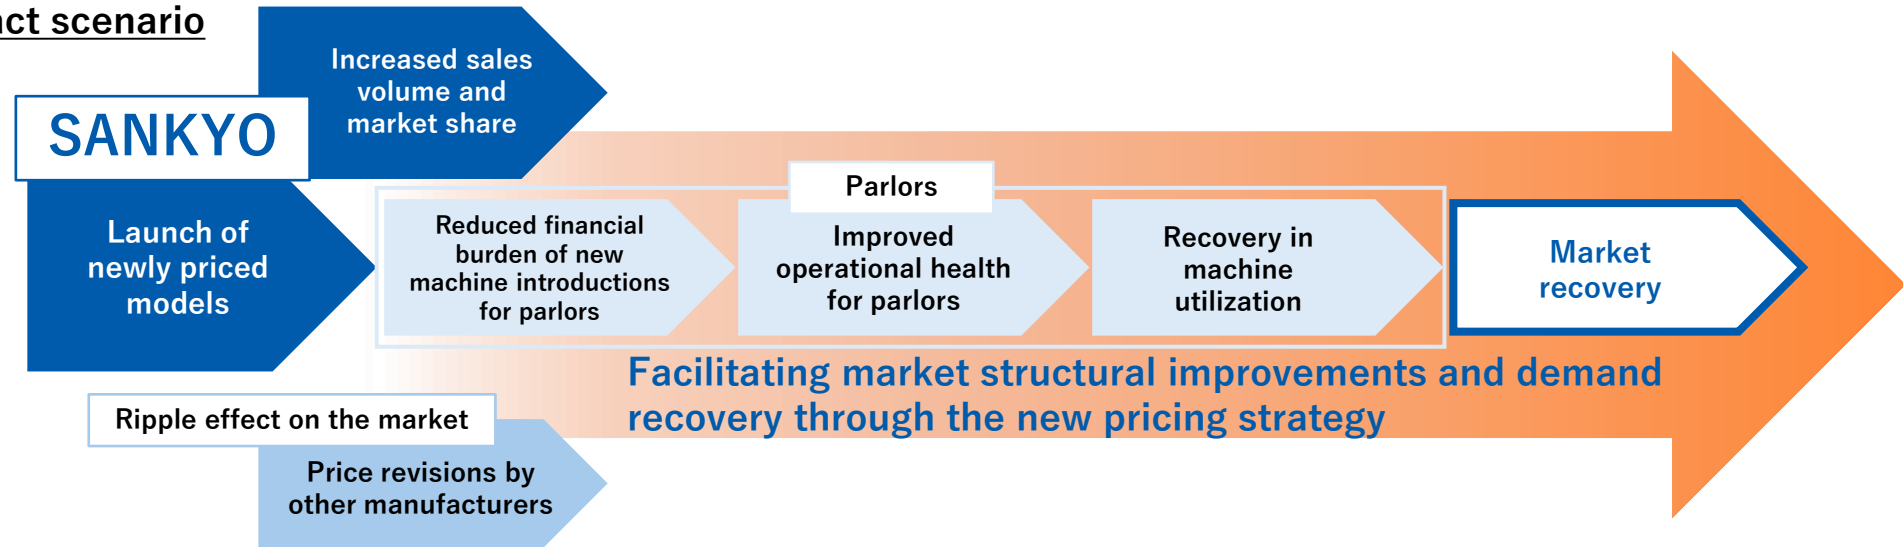 act scenario
Increased sales
volume and
market share
SANKYO
Launch of
newly priced
models
Parlors
Reduced financial
burden of new
machine introductions
for parlors
Improved
operational health
for parlors
Recovery in
machine
utilization
Market
recovery
Facilitating market structural improvements and demand
recovery through the new pricing strategy
Ripple effect on the market
Price revisions by
other manufacturers